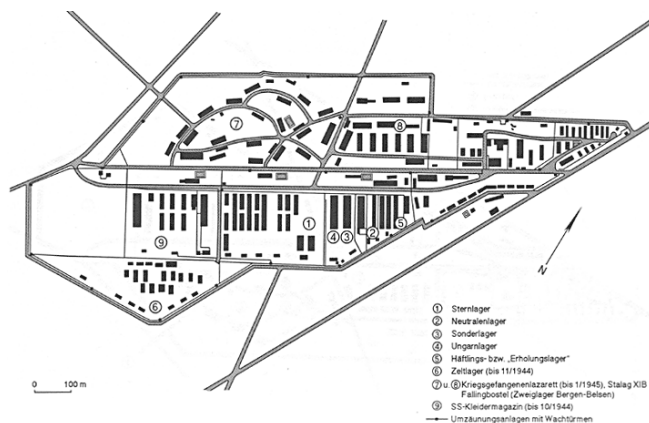 ⑦
⑧
①
④
③
②
⑤
⑨
⑥
N
0 100 m
① Sternlager
② Neutralenlager
③ Sonderlager
④ Ungarnlager
⑤ Häftlings- bzw. „Erholungslager"
⑥ Zeltlager (bis 11/1944)
⑦ u. ⑧ Kriegsgefangenenlazarett (bis 1/1945), Stalag XIB
Fallingbostel (Zweiglager Bergen-Belsen)
⑨ SS-Kleidermagazin (bis 10/1944)
Umzäunungsanlagen mit Wachtürmen